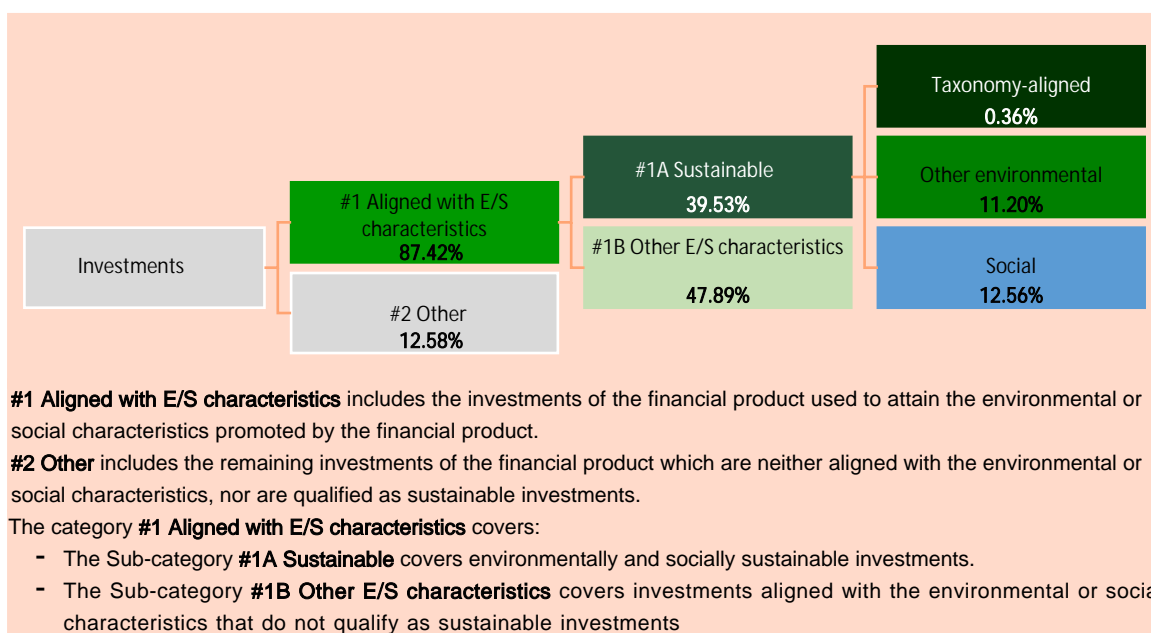 Investments
#1 Aligned with E/S
characteristics
87.42%
#2 Other
12.58%
#1A Sustainable
39.53%
#1B Other E/S characteristics
47.89%
Taxonomy-aligned
0.36%
Other environmental
11.20%
Social
12.56%
#1 Aligned with E/S characteristics includes the investments of the financial product used to attain the environmental or
social characteristics promoted by the financial product.
#2 Other includes the remaining investments of the financial product which are neither aligned with the environmental or
social characteristics, nor are qualified as sustainable investments.
The category #1 Aligned with E/S characteristics covers:
- The Sub-category #1A Sustainable covers environmentally and socially sustainable investments.
- The Sub-category #1B Other E/S characteristics covers investments aligned with the environmental or socia
characteristics that do not qualify as sustainable investments